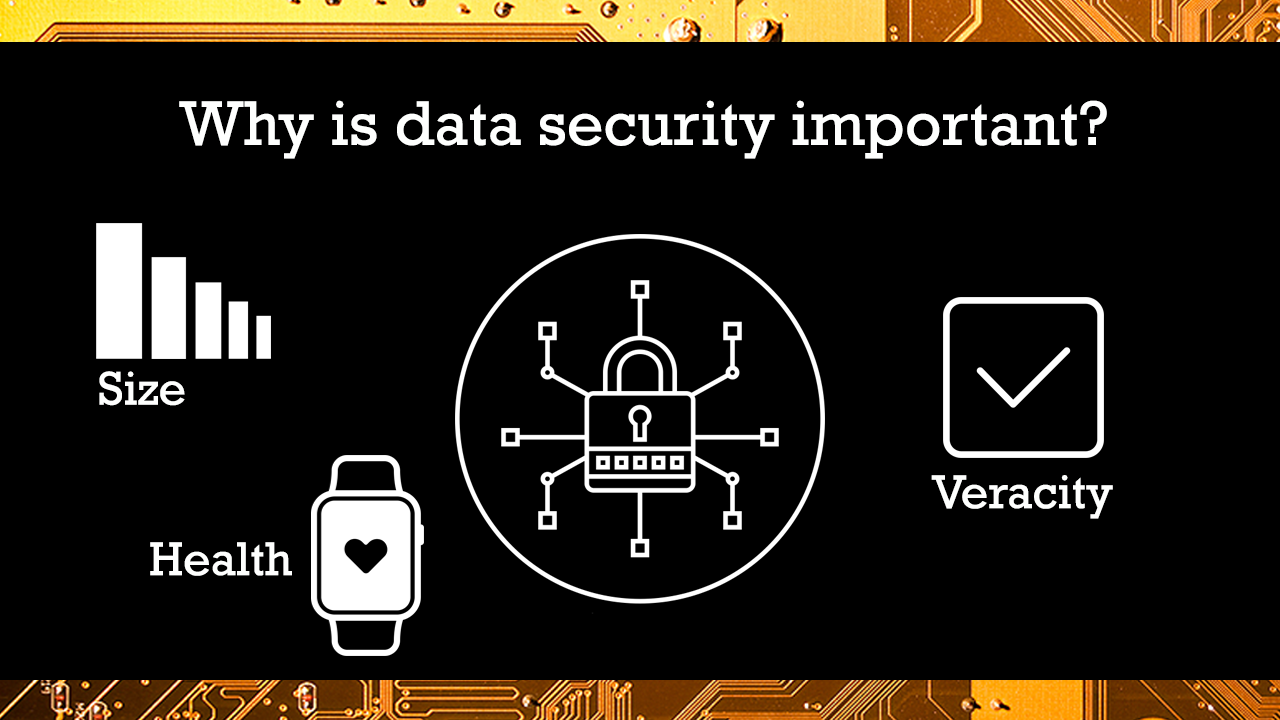 Why is data security important?
Size
Health
Veracity